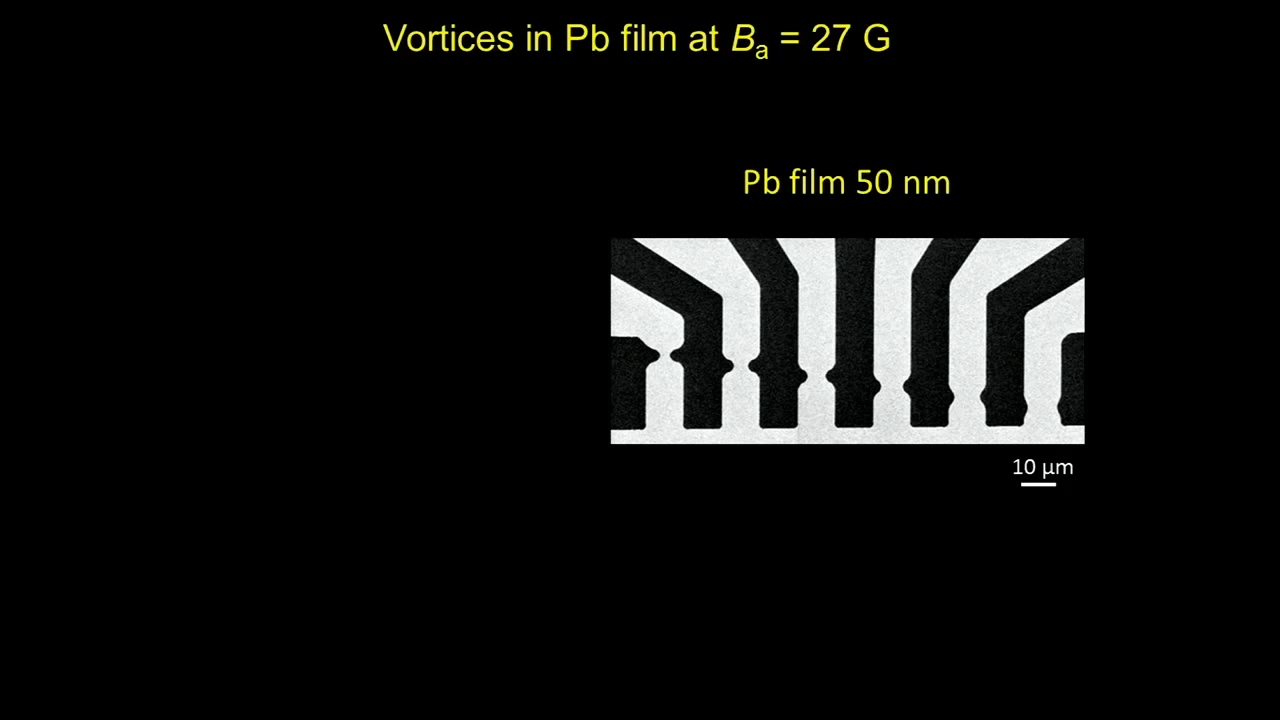 Vortices in Pb film at Bₐ = 27 G
Pb film 50 nm
10 µm